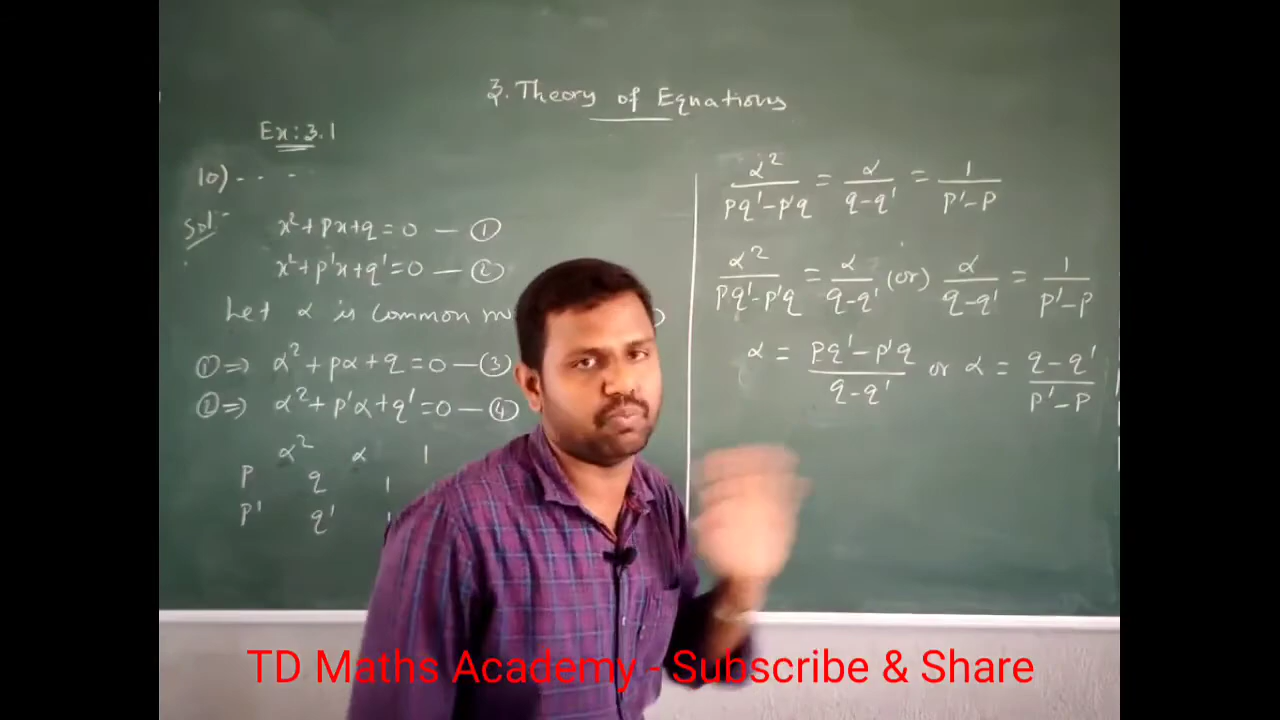 3. Theory of Equations
Ex: 3.1
10) - - - -
Sol:
x² + px + q = 0 — ①
x² + p'x + q' = 0 — ②
Let α is common
① ⇒ α² + pα + q = 0 — ③
② ⇒ α² + p'α + q' = 0 — ④
α² α 1
p q 1
p' q' 1
α²/(pq' - p'q) = α/(q - q') = 1/(p' - p)
α²/(pq' - p'q) = α/(q - q') (or) α/(q - q') = 1/(p' - p)
α = (pq' - p'q)/(q - q') or α = (q - q')/(p' - p)
TD Maths Academy - Subscribe & Share